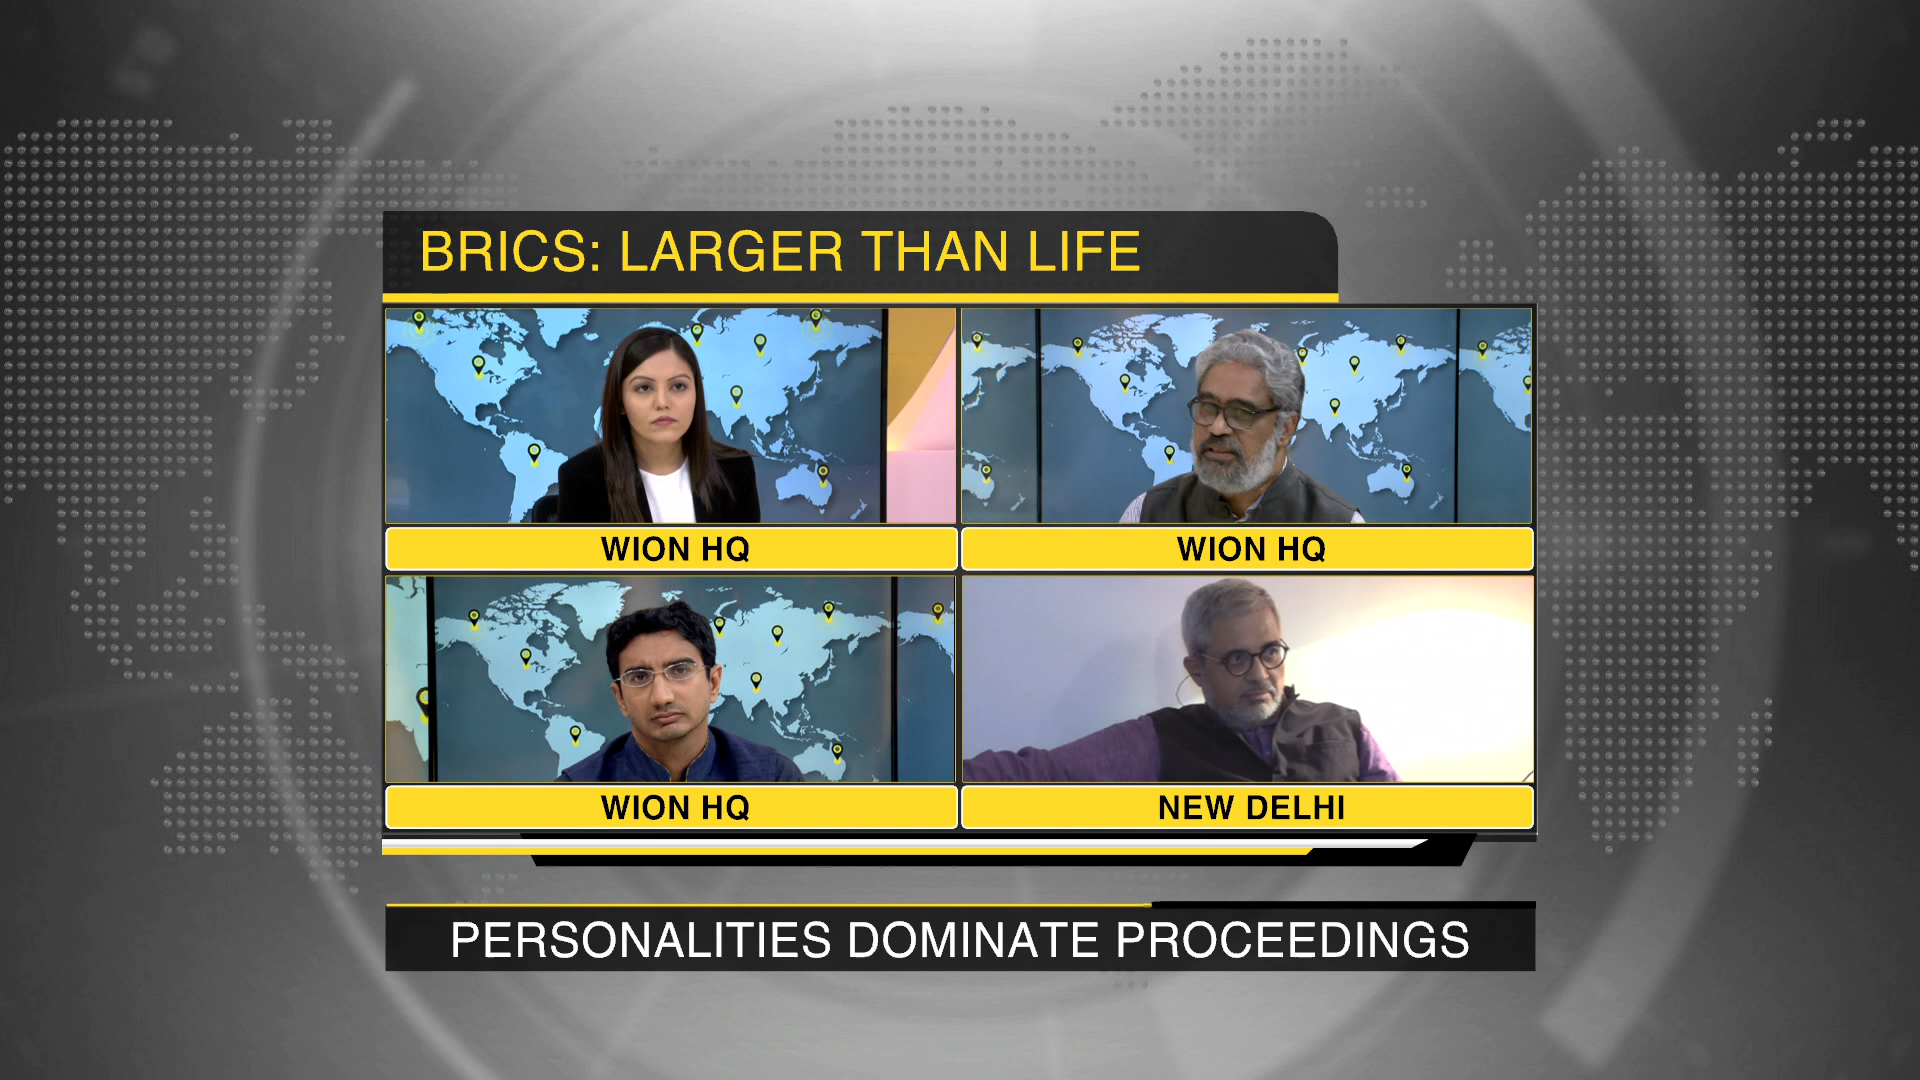 BRICS: LARGER THAN LIFE
WION HQ
WION HQ
WION HQ
NEW DELHI
PERSONALITIES DOMINATE PROCEEDINGS